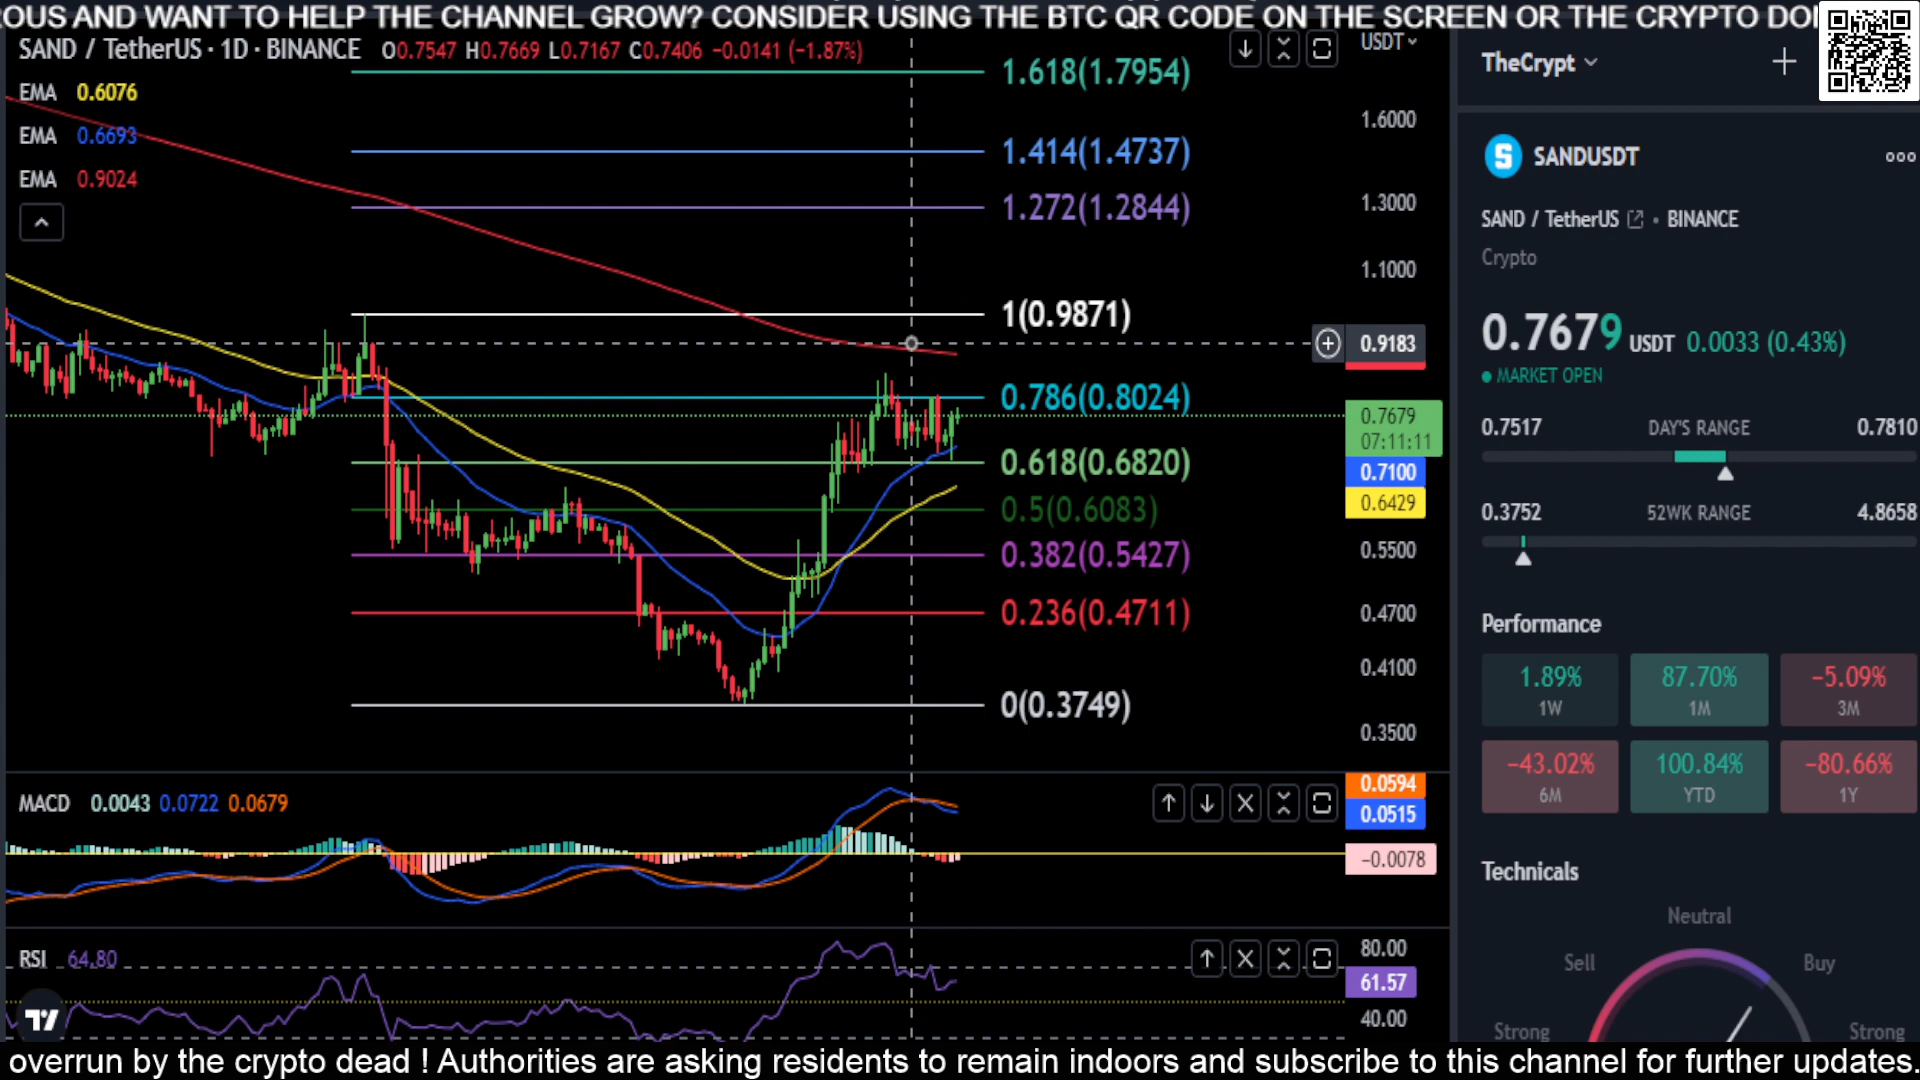 ROUS AND WANT TO HELP THE CHANNEL GROW? CONSIDER USING THE BTC QR CODE ON THE SCREEN OR THE CRYPTO DO
SAND / TetherUS · 1D · BINANCE O0.7547 H0.7669 L0.7167 C0.7406 −0.0141 (−1.87%)
USDT
EMA 0.6076
EMA 0.6693
EMA 0.9024
1.618(1.7954)
1.414(1.4737)
1.272(1.2844)
1(0.9871)
0.786(0.8024)
0.618(0.6820)
0.5(0.6083)
0.382(0.5427)
0.236(0.4711)
0(0.3749)
1.6000
1.3000
1.1000
0.9183
0.7679
07:11:11
0.7100
0.6429
0.5500
0.4700
0.4100
0.3500
MACD 0.0043 0.0722 0.0679
0.0594
0.0515
−0.0078
RSI 64.80
80.00
61.57
40.00
TheCrypt
SANDUSDT
SAND / TetherUS • BINANCE
Crypto
0.7679 USDT 0.0033 (0.43%)
MARKET OPEN
0.7517 DAY'S RANGE 0.7810
0.3752 52WK RANGE 4.8658
Performance
1.89% 87.70% −5.09%
1W 1M 3M
−43.02% 100.84% −80.66%
6M YTD 1Y
Technicals
Neutral
Sell Buy
Strong Strong
overrun by the crypto dead ! Authorities are asking residents to remain indoors and subscribe to this channel for further updates.